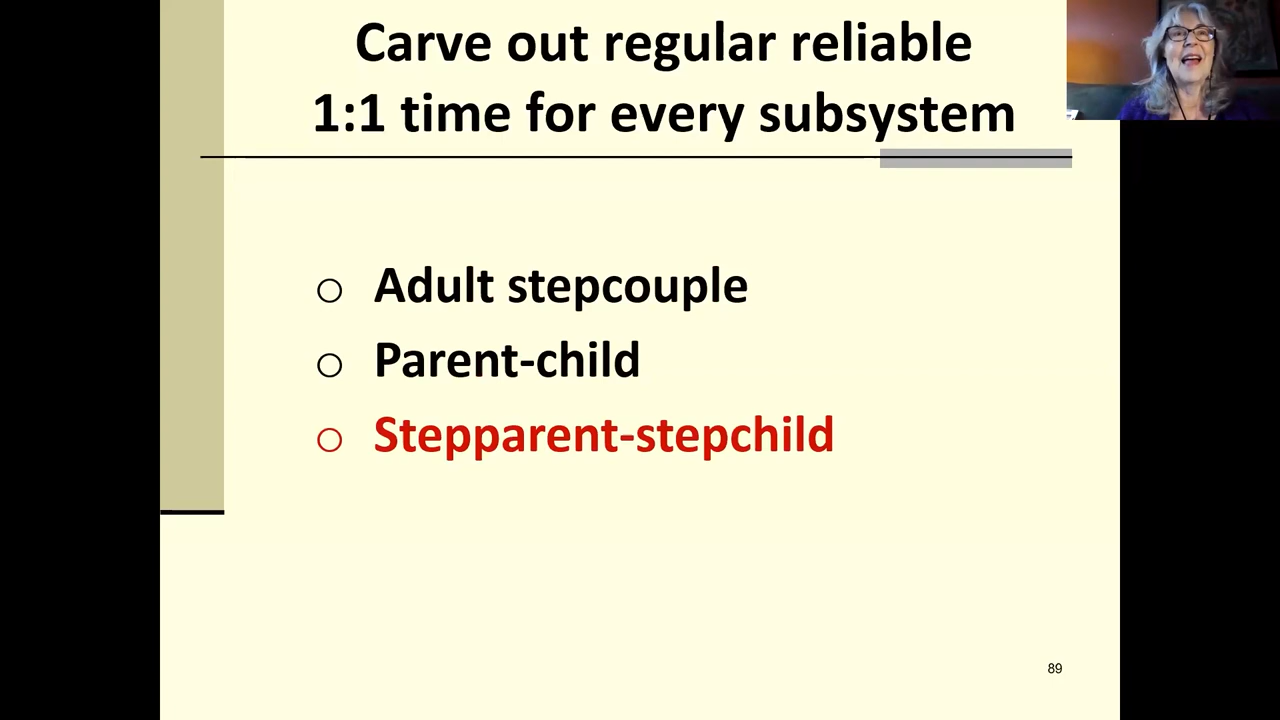 Carve out regular reliable
1:1 time for every subsystem
Adult stepcouple
Parent-child
Stepparent-stepchild
89